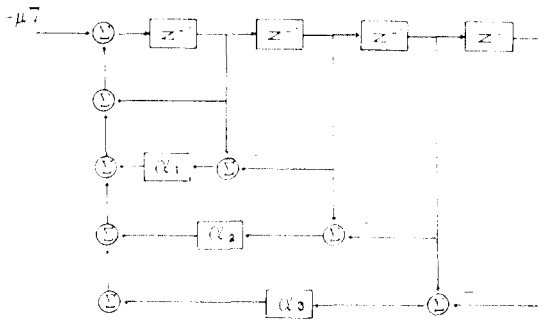 -μ∇
Σ z⁻¹ z⁻¹ z⁻¹ z⁻¹
Σ
Σ α₁ Σ
Σ α₂ Σ
Σ α₃ Σ